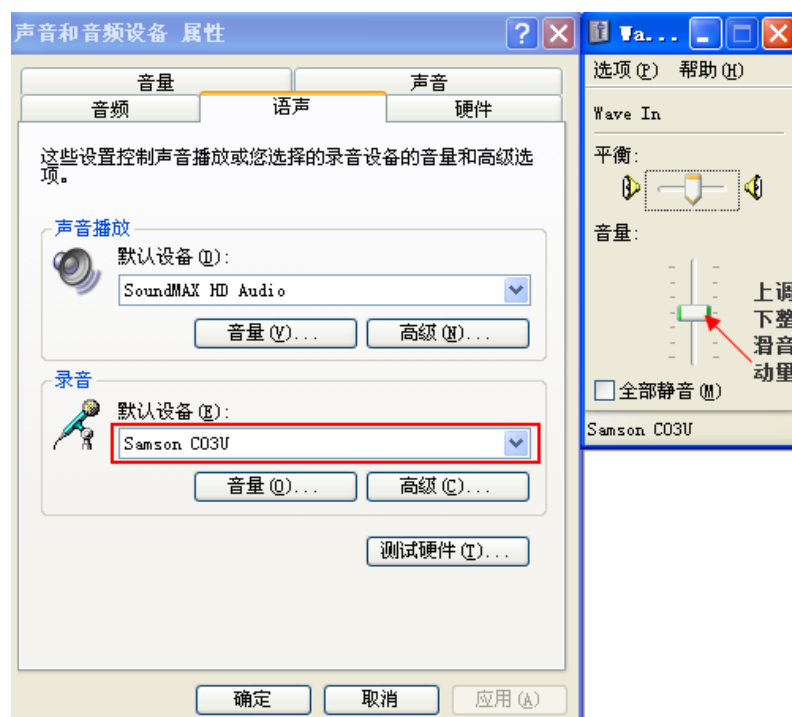 声音和音频设备 属性
音量
声音
音频
语声
硬件
这些设置控制声音播放或您选择的录音设备的音量和高级选
项。
声音播放
默认设备(D):
SoundMAX HD Audio
音量(V)...
高级(N)...
录音
默认设备(E):
Samson C03U
音量(O)...
高级(C)...
测试硬件(T)...
确定
取消
应用(A)
Wa...
选项(P) 帮助(H)
Wave In
平衡:
音量:
上调
下整
滑音
动量
全部静音(M)
Samson C03U